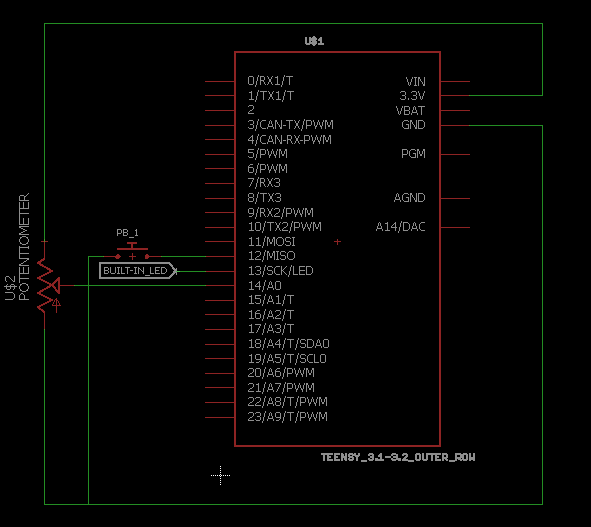 U$1
0/RX1/T
1/TX1/T
2
3/CAN-TX/PWM
4/CAN-RX-PWM
5/PWM
6/PWM
7/RX3
8/TX3
9/RX2/PWM
10/TX2/PWM
11/MOSI
12/MISO
13/SCK/LED
14/A0
15/A1/T
16/A2/T
17/A3/T
18/A4/T/SDA0
19/A5/T/SCL0
20/A6/PWM
21/A7/PWM
22/A8/T/PWM
23/A9/T/PWM
VIN
3.3V
VBAT
GND
PGM
AGND
A14/DAC
TEENSY_3.1-3.2_OUTER_ROW
PB_1
BUILT-IN_LED
U$2
POTENTIOMETER